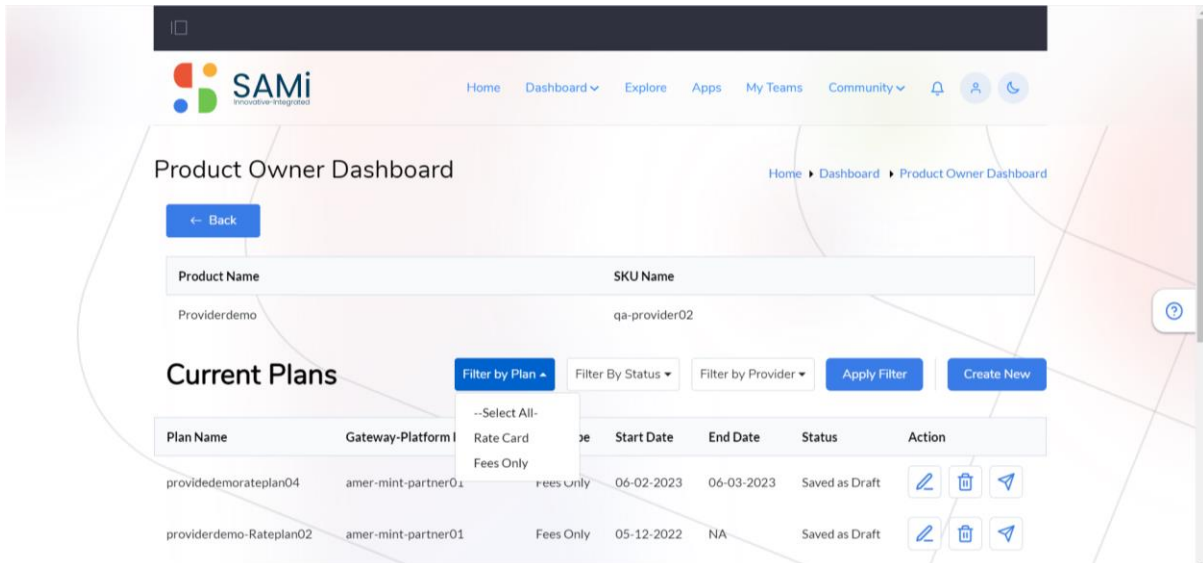 SAMi
Innovative-Integrated
Home Dashboard Explore Apps My Teams Community
Product Owner Dashboard
Home Dashboard Product Owner Dashboard
← Back
Product Name SKU Name
Providerdemo qa-provider02
Current Plans Filter by Plan Filter By Status Filter by Provider Apply Filter Create New
--Select All-
Rate Card
Fees Only
Plan Name Gateway-Platform Start Date End Date Status Action
providedemorateplan04 amer-mint-partner01 Fees Only 06-02-2023 06-03-2023 Saved as Draft
providerdemo-Rateplan02 amer-mint-partner01 Fees Only 05-12-2022 NA Saved as Draft